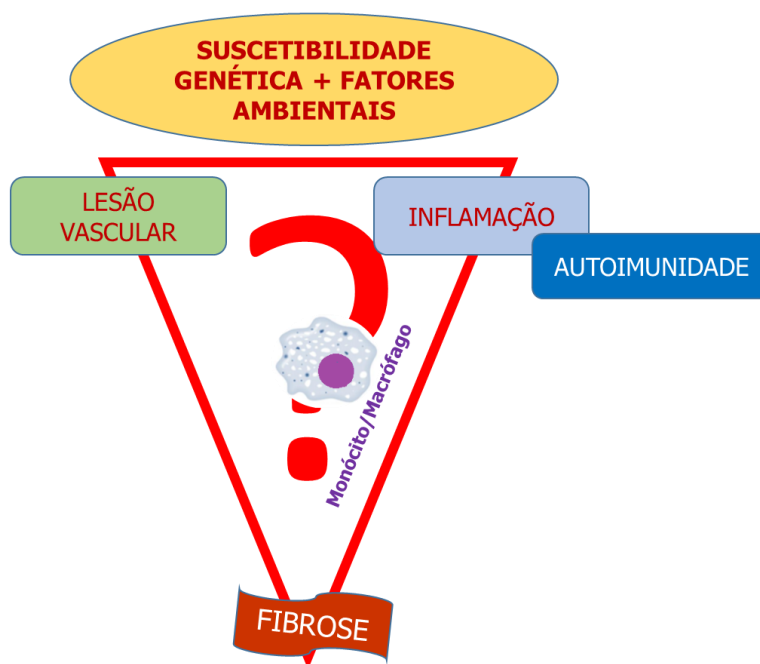 SUSCETIBILIDADE
GENÉTICA + FATORES
AMBIENTAIS
LESÃO
VASCULAR
INFLAMAÇÃO
AUTOIMUNIDADE
?
Monócito/Macrófago
FIBROSE